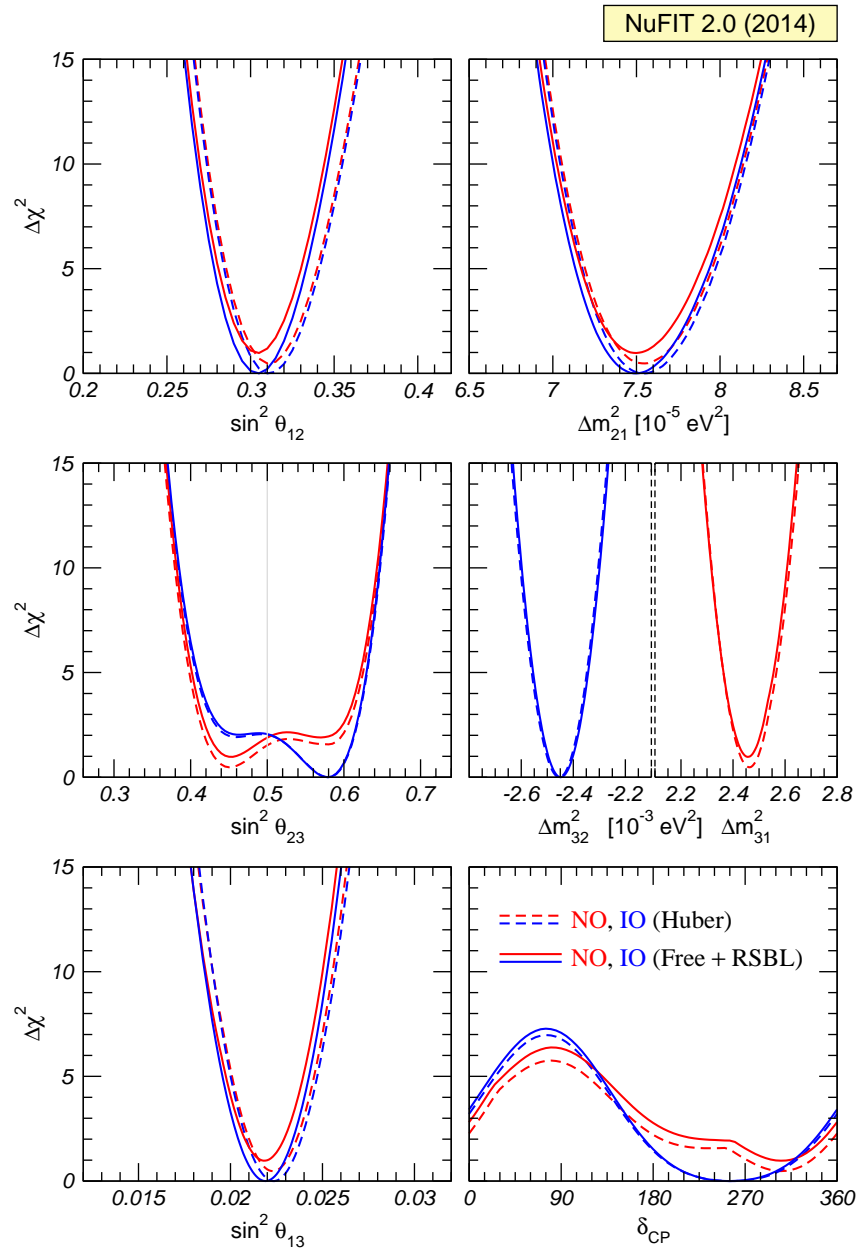 NuFIT 2.0 (2014)
15
10
5
0
Δχ²
0.2 0.25 0.3 0.35 0.4
sin² θ₁₂
6.5 7 7.5 8 8.5
Δm²₂₁ [10⁻⁵ eV²]
15
10
5
0
Δχ²
0.3 0.4 0.5 0.6 0.7
sin² θ₂₃
-2.6 -2.4 -2.2 2.2 2.4 2.6 2.8
Δm²₃₂ [10⁻³ eV²] Δm²₃₁
15
10
5
0
Δχ²
0.015 0.02 0.025 0.03
sin² θ₁₃
NO, IO (Huber)
NO, IO (Free + RSBL)
0 90 180 270 360
δ_CP